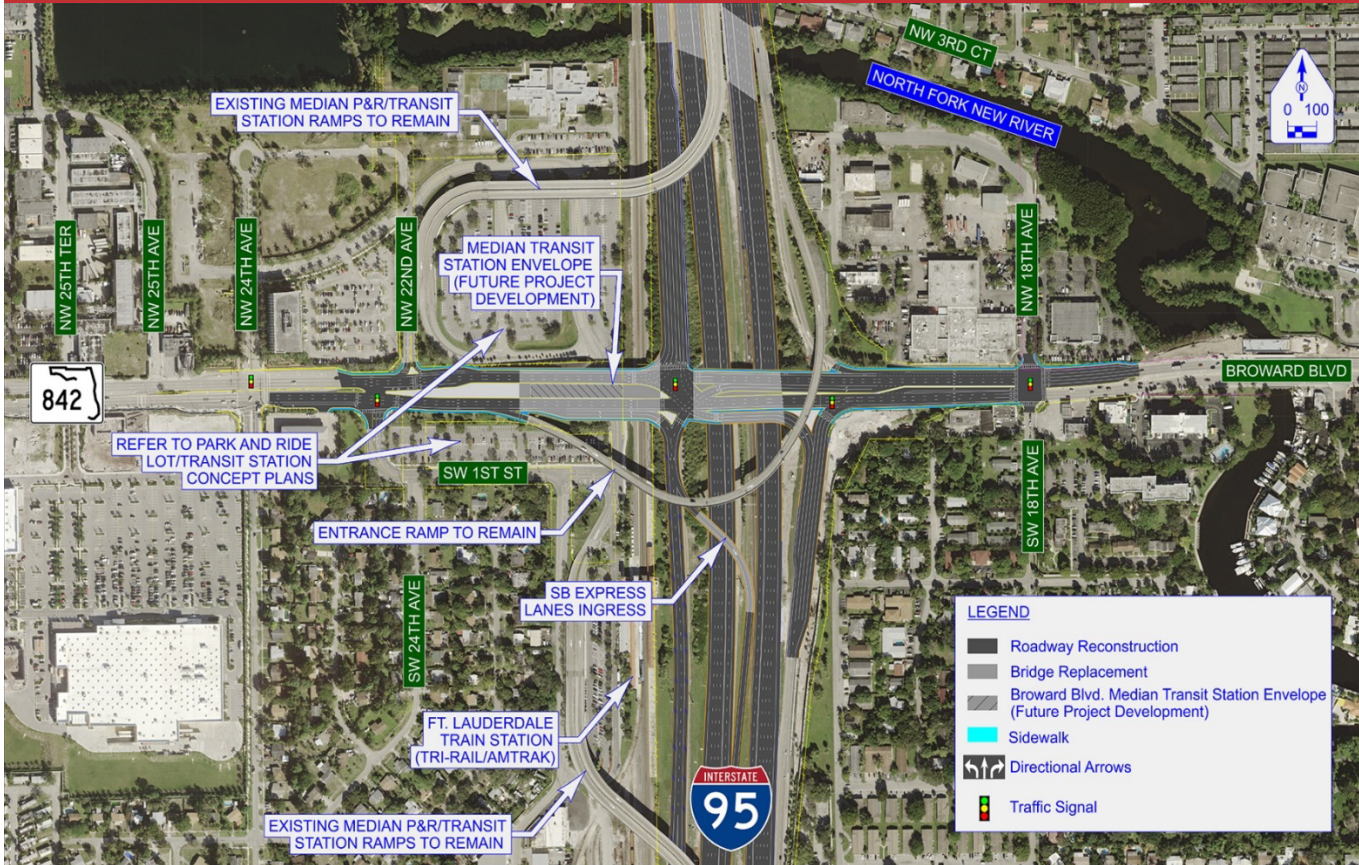 NW 3RD CT
NORTH FORK NEW RIVER
N
0 100
EXISTING MEDIAN P&R/TRANSIT
STATION RAMPS TO REMAIN
NW 25TH TER
NW 25TH AVE
NW 24TH AVE
NW 22ND AVE
MEDIAN TRANSIT
STATION ENVELOPE
(FUTURE PROJECT
DEVELOPMENT)
NW 18TH AVE
842
BROWARD BLVD
REFER TO PARK AND RIDE
LOT/TRANSIT STATION
CONCEPT PLANS
SW 1ST ST
ENTRANCE RAMP TO REMAIN
SW 18TH AVE
SB EXPRESS
LANES INGRESS
SW 24TH AVE
FT. LAUDERDALE
TRAIN STATION
(TRI-RAIL/AMTRAK)
EXISTING MEDIAN P&R/TRANSIT
STATION RAMPS TO REMAIN
INTERSTATE
95
LEGEND
Roadway Reconstruction
Bridge Replacement
Broward Blvd. Median Transit Station Envelope
(Future Project Development)
Sidewalk
Directional Arrows
Traffic Signal